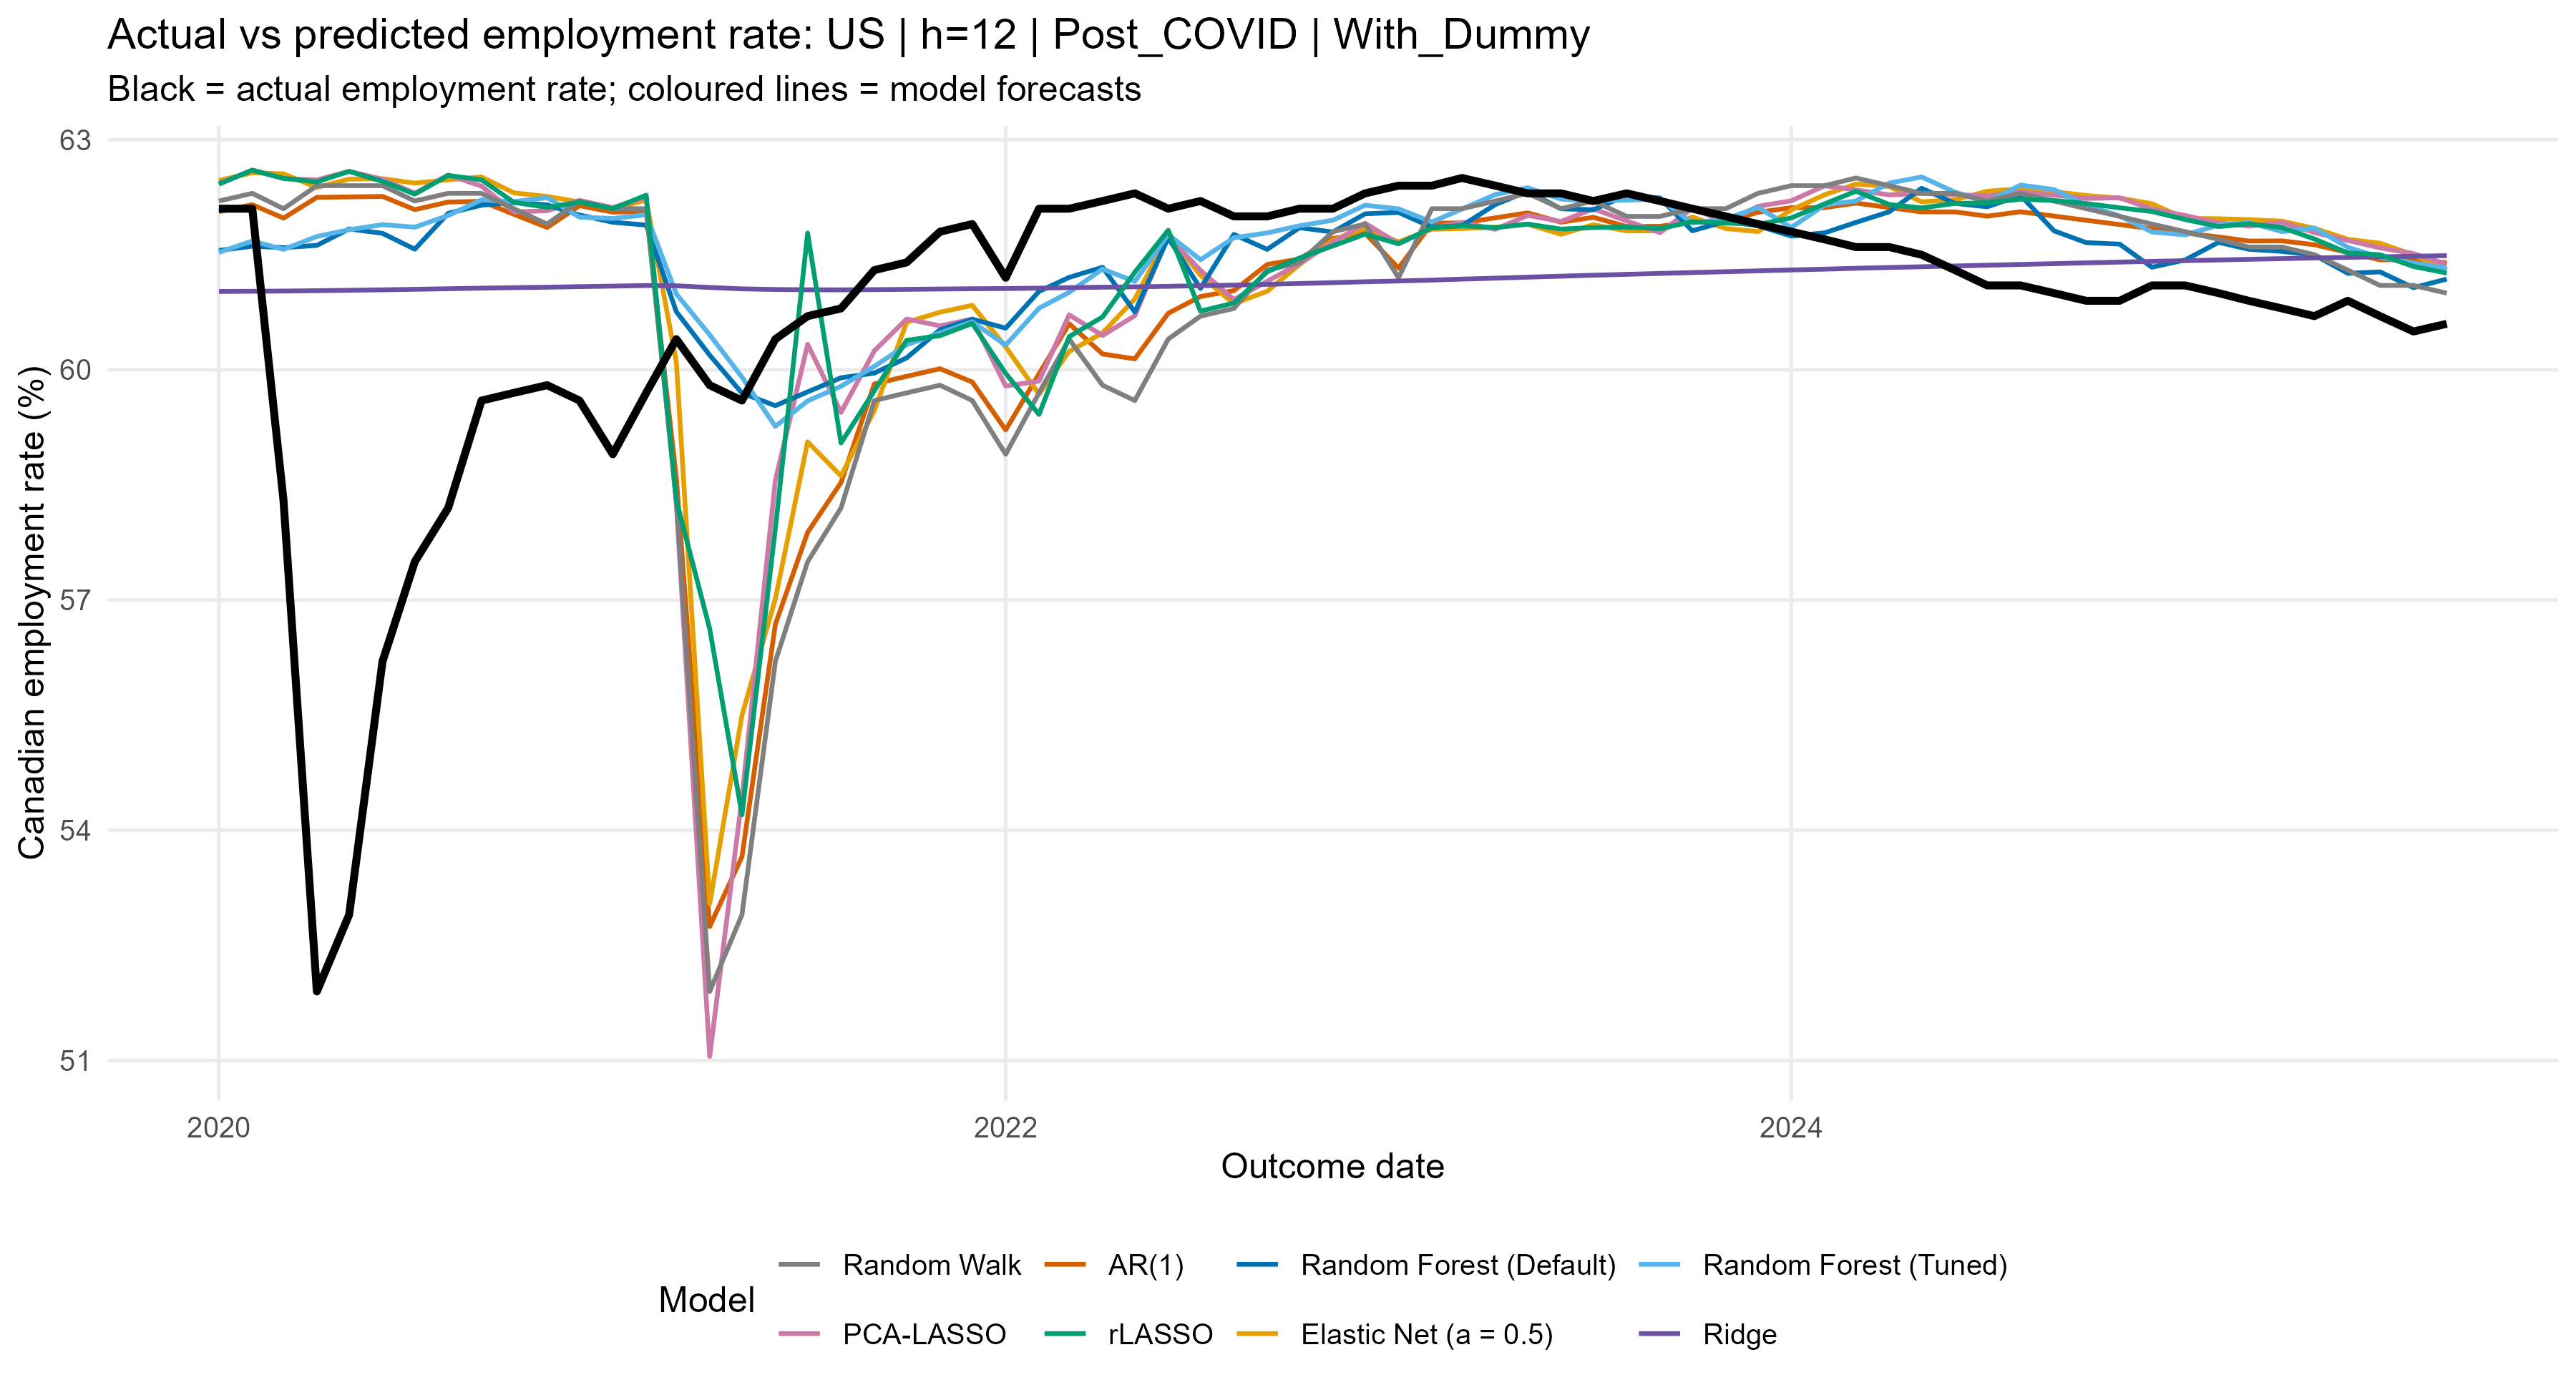 Actual vs predicted employment rate: US | h=12 | Post_COVID | With_Dummy
Black = actual employment rate; coloured lines = model forecasts
Canadian employment rate (%)
63
60
57
54
51
2020
2022
2024
Outcome date
Model
Random Walk
AR(1)
Random Forest (Default)
Random Forest (Tuned)
PCA-LASSO
rLASSO
Elastic Net (a = 0.5)
Ridge